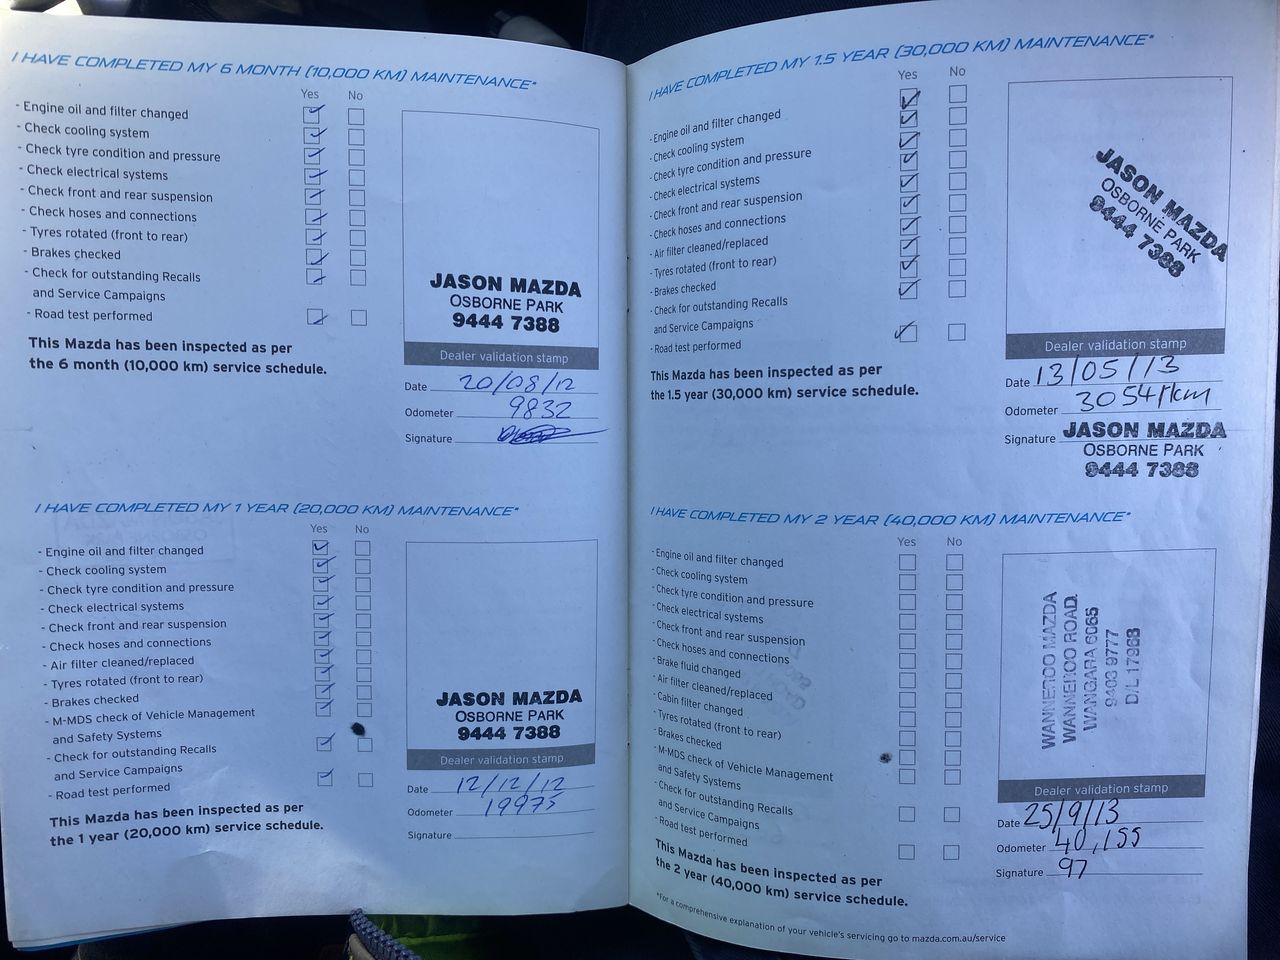 I HAVE COMPLETED MY 6 MONTH (10,000 KM) MAINTENANCE*
Yes No
- Engine oil and filter changed
- Check cooling system
- Check tyre condition and pressure
- Check electrical systems
- Check front and rear suspension
- Check hoses and connections
- Tyres rotated (front to rear)
- Brakes checked
- Check for outstanding Recalls
and Service Campaigns
- Road test performed
This Mazda has been inspected as per
the 6 month (10,000 km) service schedule.
JASON MAZDA
OSBORNE PARK
9444 7388
Dealer validation stamp
Date 20/08/12
Odometer 9832
Signature
I HAVE COMPLETED MY 1 YEAR (20,000 KM) MAINTENANCE*
Yes No
- Engine oil and filter changed
- Check cooling system
- Check tyre condition and pressure
- Check electrical systems
- Check front and rear suspension
- Check hoses and connections
- Air filter cleaned/replaced
- Tyres rotated (front to rear)
- Brakes checked
- M-MDS check of Vehicle Management
and Safety Systems
- Check for outstanding Recalls
and Service Campaigns
- Road test performed
This Mazda has been inspected as per
the 1 year (20,000 km) service schedule.
JASON MAZDA
OSBORNE PARK
9444 7388
Dealer validation stamp
Date 12/12/12
Odometer 19975
Signature
I HAVE COMPLETED MY 1.5 YEAR (30,000 KM) MAINTENANCE*
Yes No
- Engine oil and filter changed
- Check cooling system
- Check tyre condition and pressure
- Check electrical systems
- Check front and rear suspension
- Check hoses and connections
- Air filter cleaned/replaced
- Tyres rotated (front to rear)
- Brakes checked
- Check for outstanding Recalls
and Service Campaigns
- Road test performed
This Mazda has been inspected as per
the 1.5 year (30,000 km) service schedule.
JASON MAZDA
OSBORNE PARK
9444 7388
Dealer validation stamp
Date 13/05/13
Odometer
Signature JASON MAZDA
OSBORNE PARK
9444 7388
I HAVE COMPLETED MY 2 YEAR (40,000 KM) MAINTENANCE*
Yes No
- Engine oil and filter changed
- Check cooling system
- Check tyre condition and pressure
- Check electrical systems
- Check front and rear suspension
- Check hoses and connections
- Brake fluid changed
- Air filter cleaned/replaced
- Cabin filter changed
- Tyres rotated (front to rear)
- Brakes checked
- M-MDS check of Vehicle Management
and Safety Systems
- Check for outstanding Recalls
and Service Campaigns
- Road test performed
This Mazda has been inspected as per
the 2 year (40,000 km) service schedule.
WANNEROO MAZDA
WANNEROO ROAD.
WANGARA 6065
9403 9777
D/L 17968
Dealer validation stamp
Date 25/9/13
Odometer 40,155
Signature 97
*For a comprehensive explanation of your vehicle's servicing go to mazda.com.au/service